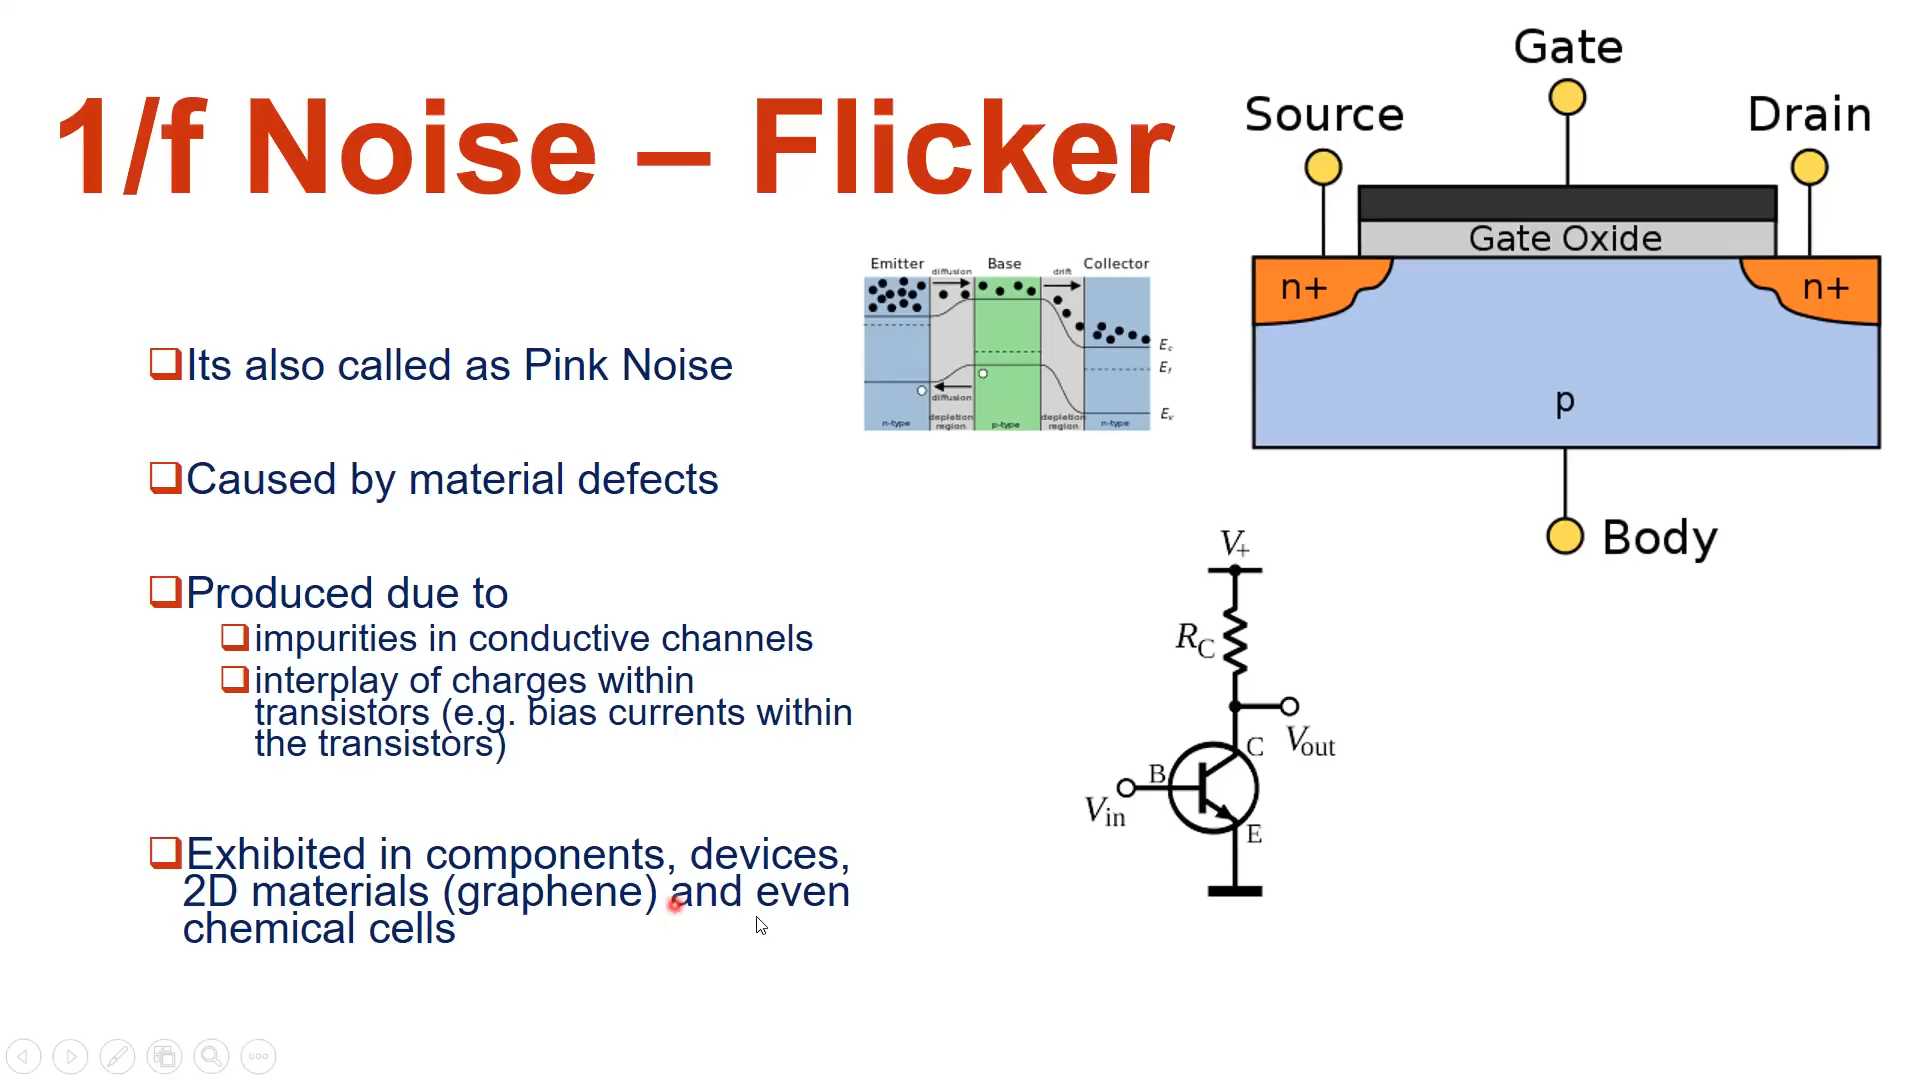 1/f Noise – Flicker
Its also called as Pink Noise
Caused by material defects
Produced due to
impurities in conductive channels
interplay of charges within
transistors (e.g. bias currents within
the transistors)
Exhibited in components, devices,
2D materials (graphene) and even
chemical cells
Emitter diffusion Base drift Collector
Ec
Ef
Ev
diffusion
n-type depletion region p-type depletion region n-type
Gate
Source Drain
Gate Oxide
n+ n+
p
Body
V+
RC
Vout
C
B
Vin
E